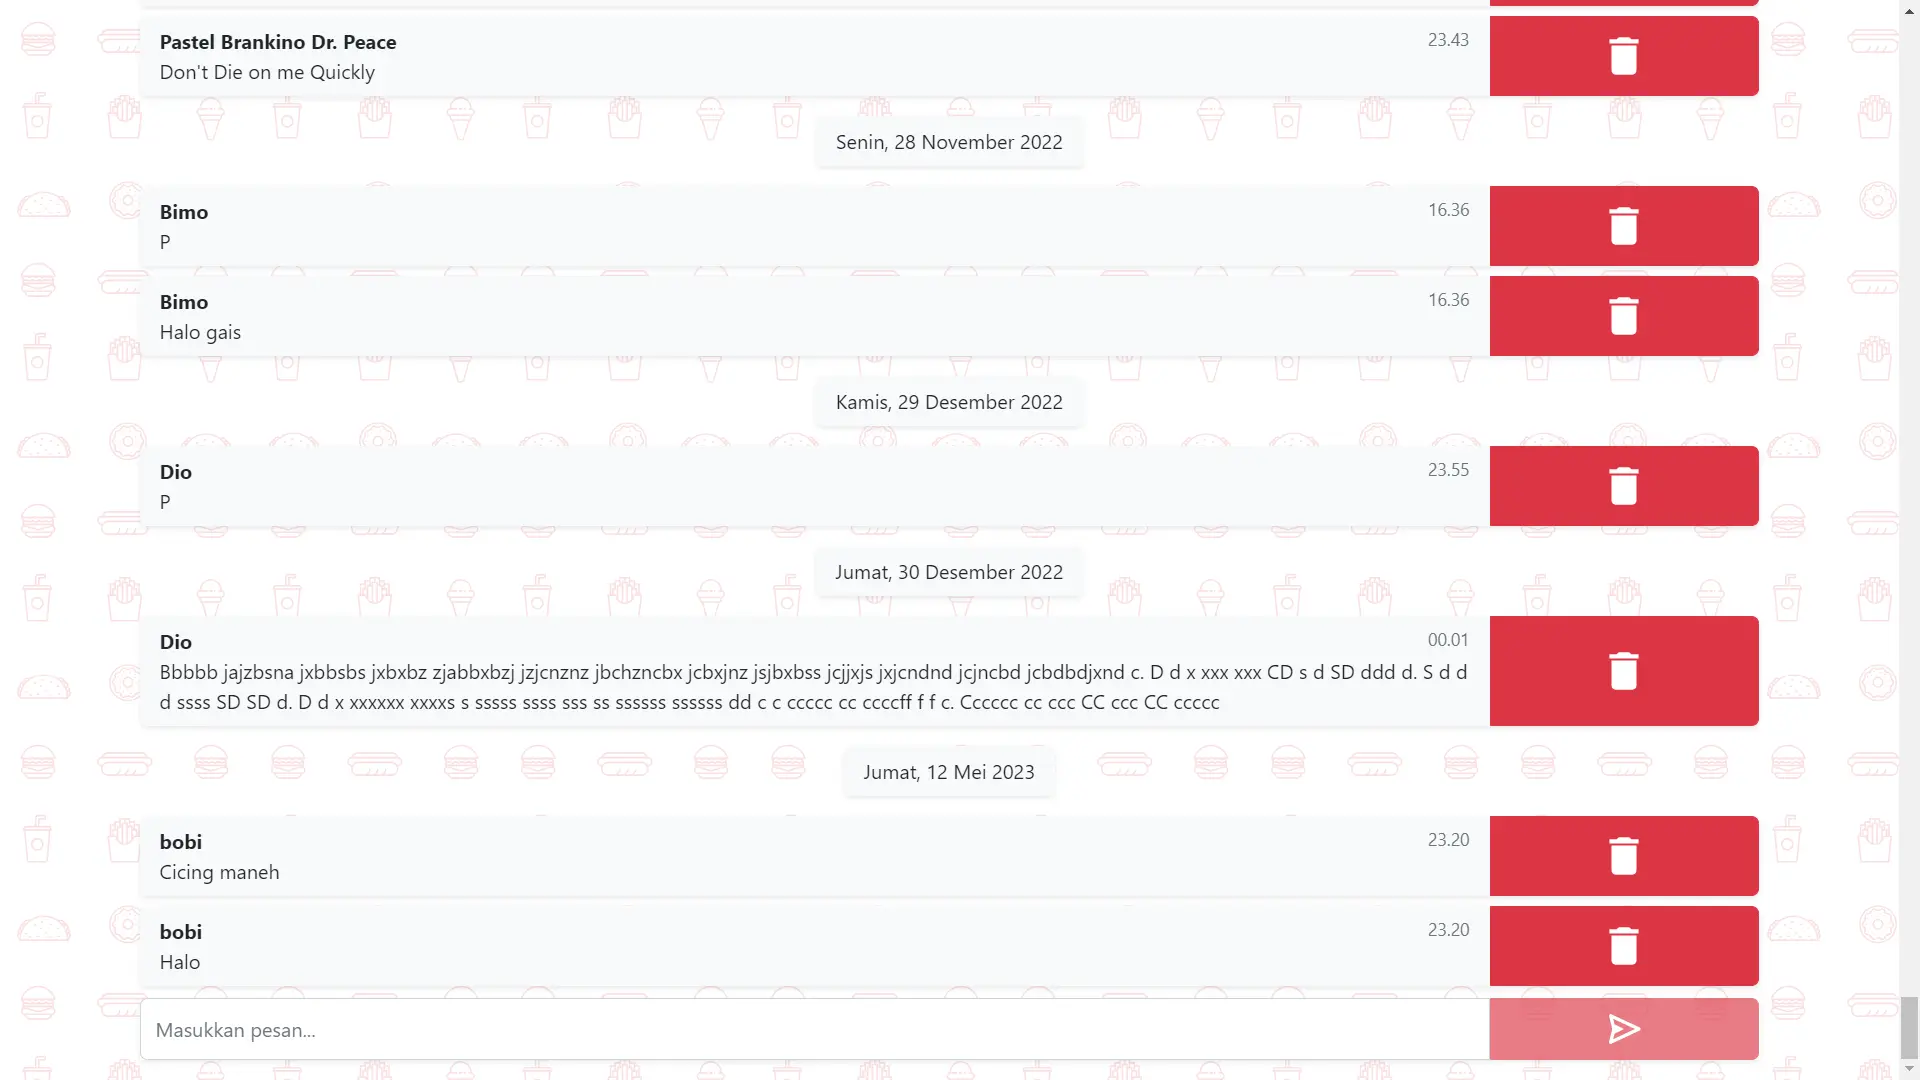 Pastel Brankino Dr. Peace
23.43
Don't Die on me Quickly
Senin, 28 November 2022
Bimo
16.36
P
Bimo
16.36
Halo gais
Kamis, 29 Desember 2022
Dio
23.55
P
Jumat, 30 Desember 2022
Dio
00.01
Bbbbb jajzbsna jxbbsbs jxbxbz zjabbxbzj jzjcnznz jbchzncbx jcbxjnz jsjbxbss jcjjxjs jxjcndnd jcjncbd jcbdbdjxnd c. D d x xxx xxx CD s d SD ddd d. S d d
d ssss SD SD d. D d x xxxxxx xxxxs s sssss ssss sss ss ssssss ssssss dd c c ccccc cc ccccff f f c. Cccccc cc ccc CC ccc CC ccccc
Jumat, 12 Mei 2023
bobi
23.20
Cicing maneh
bobi
23.20
Halo
Masukkan pesan...